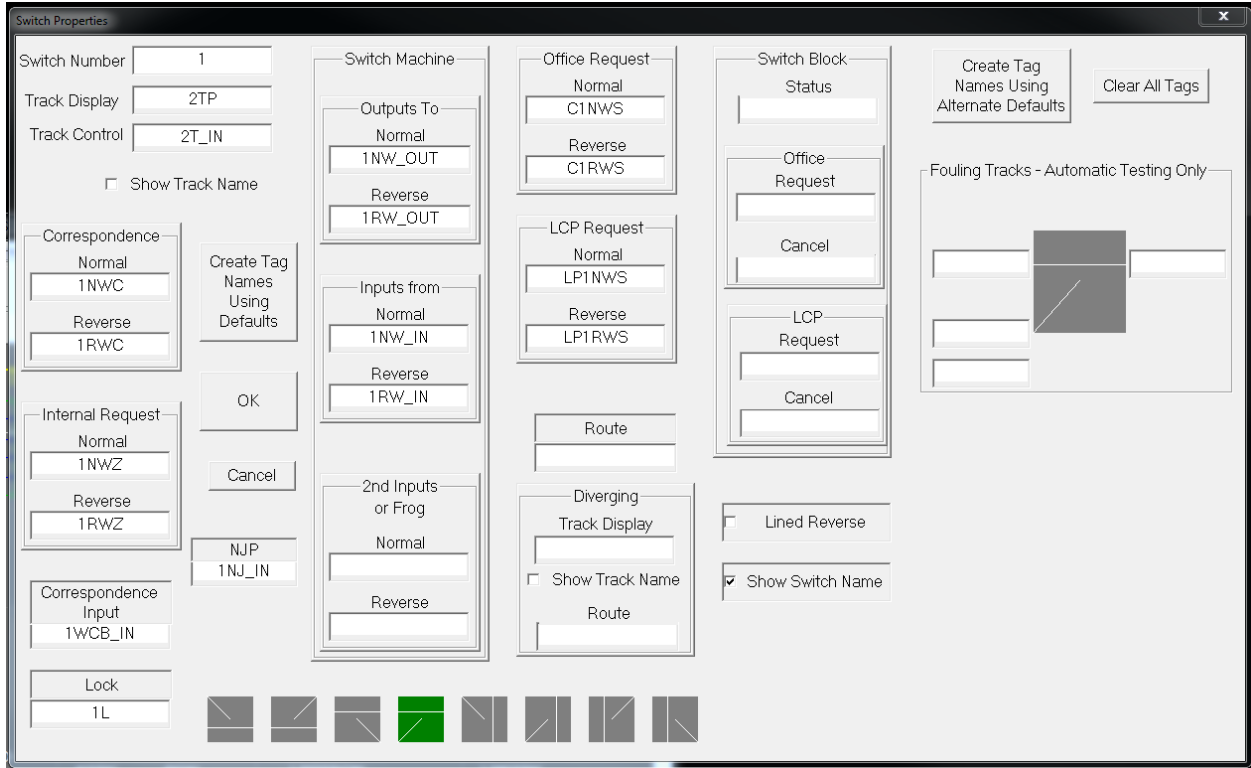 Switch Properties
x
Switch Number
1
Track Display
2TP
Track Control
2T_IN
Show Track Name
Correspondence
Normal
1NWC
Reverse
1RWC
Internal Request
Normal
1NWZ
Reverse
1RWZ
Correspondence
Input
1WCB_IN
Lock
1L
Create Tag
Names
Using
Defaults
OK
Cancel
NJP
1NJ_IN
Switch Machine
Outputs To
Normal
1NW_OUT
Reverse
1RW_OUT
Inputs from
Normal
1NW_IN
Reverse
1RW_IN
2nd Inputs
or Frog
Normal
Reverse
Office Request
Normal
C1NWS
Reverse
C1RWS
LCP Request
Normal
LP1NWS
Reverse
LP1RWS
Route
Diverging
Track Display
Show Track Name
Route
Switch Block
Status
Office
Request
Cancel
LCP
Request
Cancel
Lined Reverse
Show Switch Name
Create Tag
Names Using
Alternate Defaults
Clear All Tags
Fouling Tracks - Automatic Testing Only